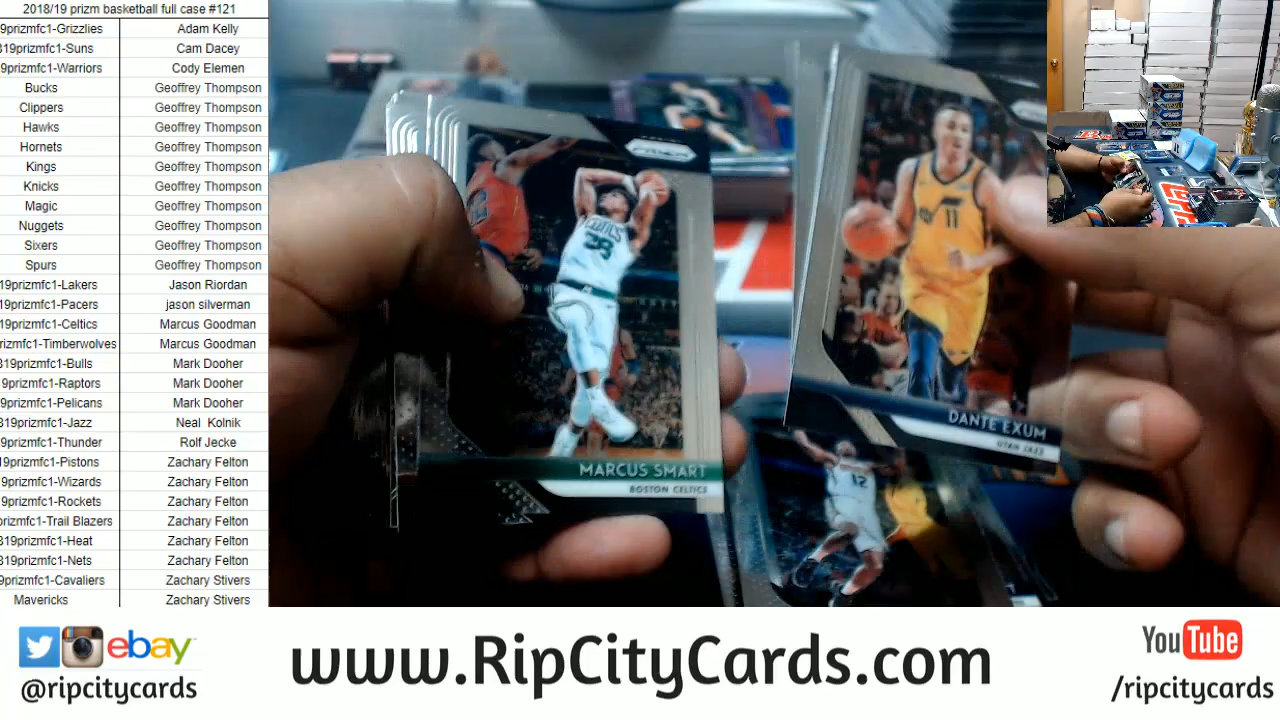 2018/19 prizm basketball full case #121
9prizmfc1-Grizzlies Adam Kelly
319prizmfc1-Suns Cam Dacey
9prizmfc1-Warriors Cody Elemen
Bucks Geoffrey Thompson
Clippers Geoffrey Thompson
Hawks Geoffrey Thompson
Hornets Geoffrey Thompson
Kings Geoffrey Thompson
Knicks Geoffrey Thompson
Magic Geoffrey Thompson
Nuggets Geoffrey Thompson
Sixers Geoffrey Thompson
Spurs Geoffrey Thompson
19prizmfc1-Lakers Jason Riordan
19prizmfc1-Pacers jason silverman
19prizmfc1-Celtics Marcus Goodman
rizmfc1-Timberwolves Marcus Goodman
319prizmfc1-Bulls Mark Dooher
9prizmfc1-Raptors Mark Dooher
9prizmfc1-Pelicans Mark Dooher
319prizmfc1-Jazz Neal Kolnik
9prizmfc1-Thunder Rolf Jecke
19prizmfc1-Pistons Zachary Felton
9prizmfc1-Wizards Zachary Felton
9prizmfc1-Rockets Zachary Felton
prizmfc1-Trail Blazers Zachary Felton
319prizmfc1-Heat Zachary Felton
319prizmfc1-Nets Zachary Felton
9prizmfc1-Cavaliers Zachary Stivers
Mavericks Zachary Stivers
PRIZM
CELTICS
36
MARCUS SMART
BOSTON CELTICS
11
DANTE EXUM
UTAH JAZZ
12
ebay
@ripcitycards
www.RipCityCards.com
YouTube
/ripcitycards